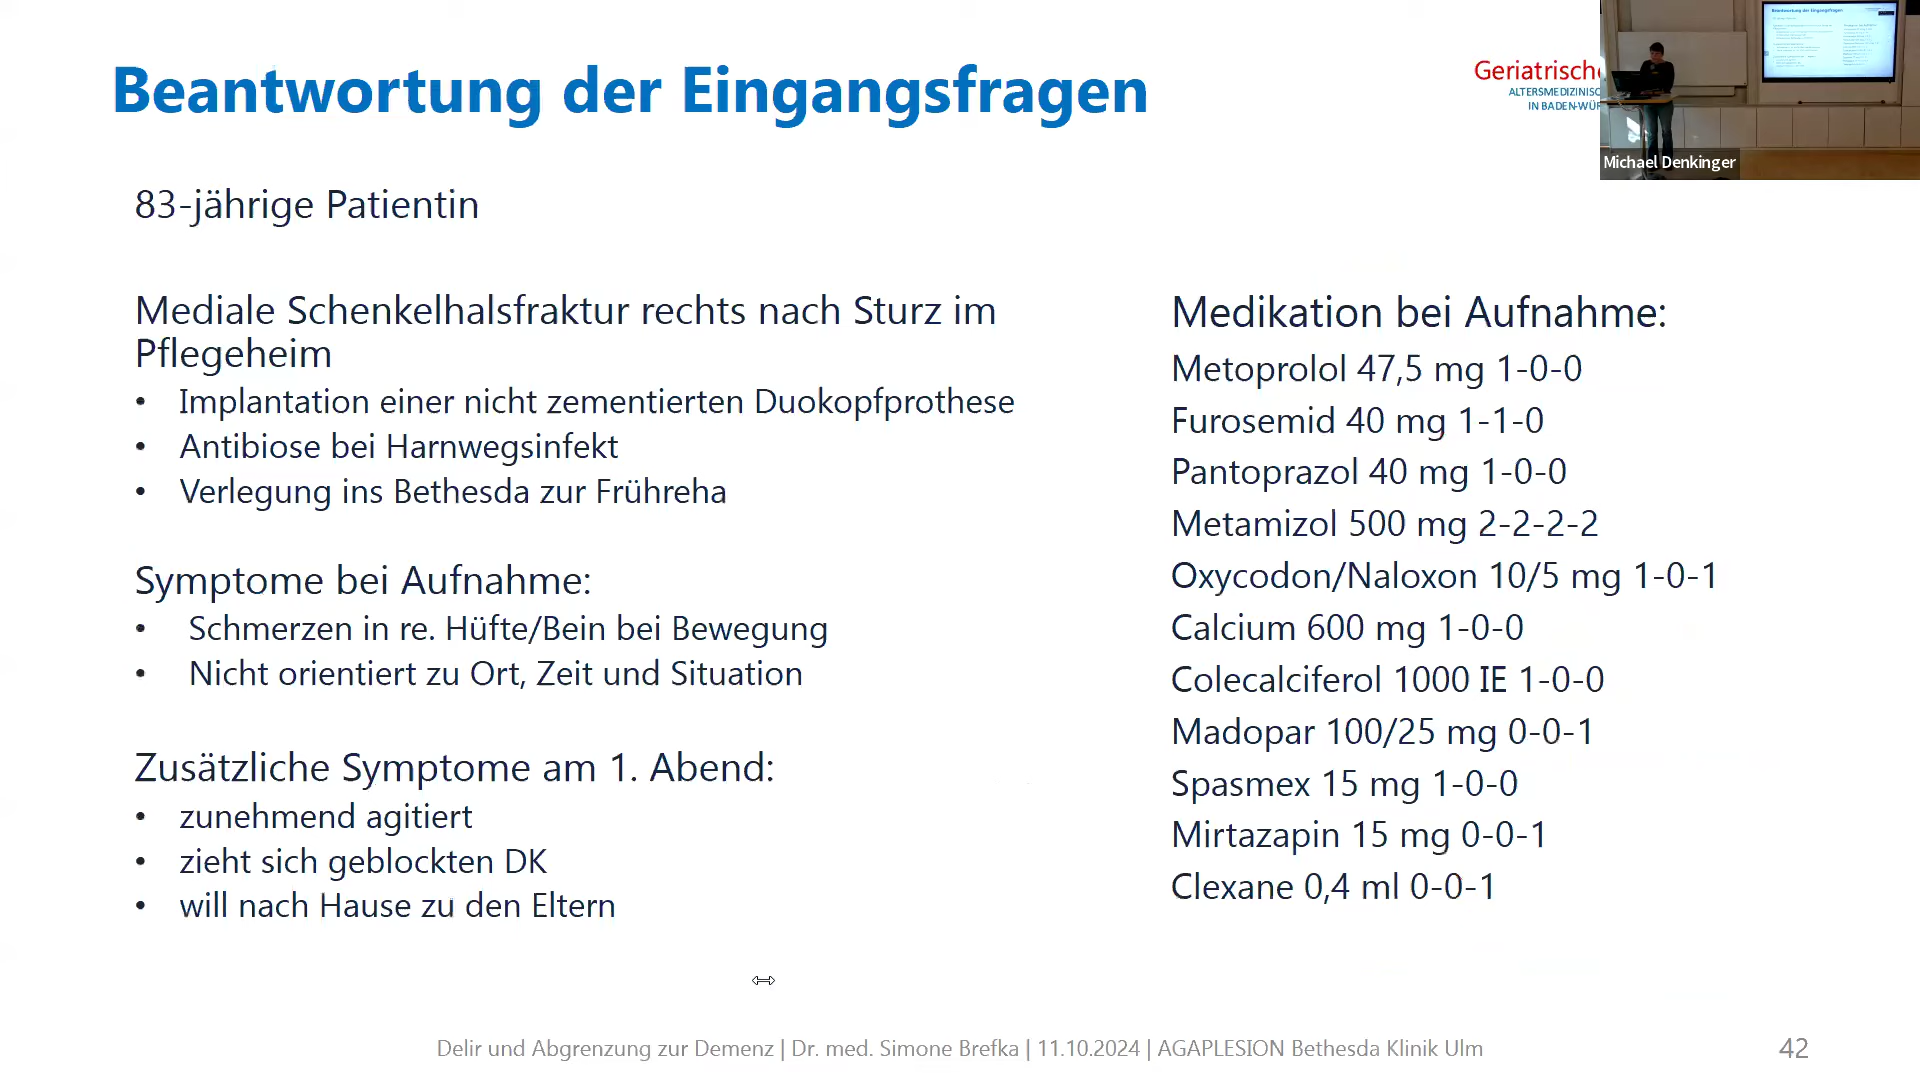 Beantwortung der Eingangsfragen
Geriatrische
ALTERSMEDIZINISC
IN BADEN-WÜR
Michael Denkinger
83-jährige Patientin
Mediale Schenkelhalsfraktur rechts nach Sturz im
Pflegeheim
• Implantation einer nicht zementierten Duokopfprothese
• Antibiose bei Harnwegsinfekt
• Verlegung ins Bethesda zur Frühreha
Symptome bei Aufnahme:
• Schmerzen in re. Hüfte/Bein bei Bewegung
• Nicht orientiert zu Ort, Zeit und Situation
Zusätzliche Symptome am 1. Abend:
• zunehmend agitiert
• zieht sich geblockten DK
• will nach Hause zu den Eltern
Medikation bei Aufnahme:
Metoprolol 47,5 mg 1-0-0
Furosemid 40 mg 1-1-0
Pantoprazol 40 mg 1-0-0
Metamizol 500 mg 2-2-2-2
Oxycodon/Naloxon 10/5 mg 1-0-1
Calcium 600 mg 1-0-0
Colecalciferol 1000 IE 1-0-0
Madopar 100/25 mg 0-0-1
Spasmex 15 mg 1-0-0
Mirtazapin 15 mg 0-0-1
Clexane 0,4 ml 0-0-1
Delir und Abgrenzung zur Demenz | Dr. med. Simone Brefka | 11.10.2024 | AGAPLESION Bethesda Klinik Ulm
42